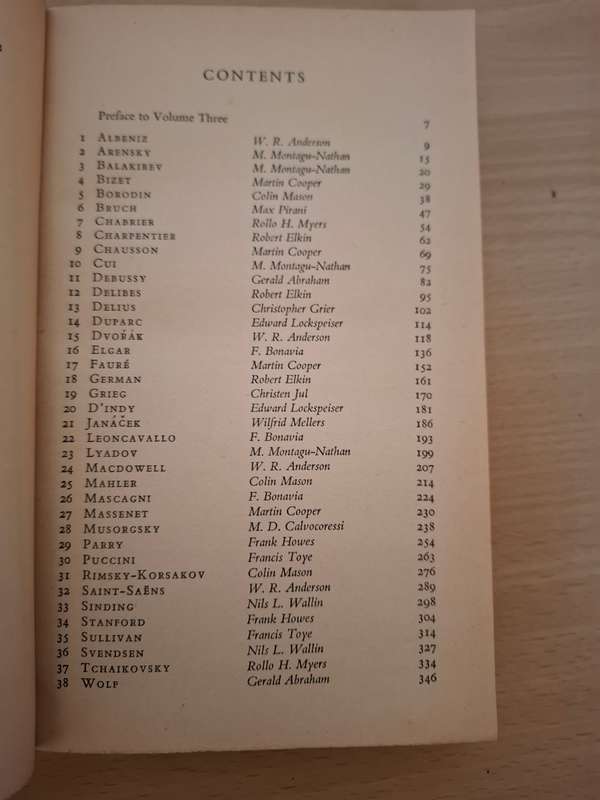 CONTENTS
Preface to Volume Three 7
1 ALBENIZ W. R. Anderson 9
2 ARENSKY M. Montagu-Nathan 15
3 BALAKIREV M. Montagu-Nathan 20
4 BIZET Martin Cooper 29
5 BORODIN Colin Mason 38
6 BRUCH Max Pirani 47
7 CHABRIER Rollo H. Myers 54
8 CHARPENTIER Robert Elkin 62
9 CHAUSSON Martin Cooper 69
10 CUI M. Montagu-Nathan 75
11 DEBUSSY Gerald Abraham 82
12 DELIBES Robert Elkin 95
13 DELIUS Christopher Grier 102
14 DUPARC Edward Lockspeiser 114
15 DVOŘÁK W. R. Anderson 118
16 ELGAR F. Bonavia 136
17 FAURÉ Martin Cooper 152
18 GERMAN Robert Elkin 161
19 GRIEG Christen Jul 170
20 D'INDY Edward Lockspeiser 181
21 JANÁČEK Wilfrid Mellers 186
22 LEONCAVALLO F. Bonavia 193
23 LYADOV M. Montagu-Nathan 199
24 MACDOWELL W. R. Anderson 207
25 MAHLER Colin Mason 214
26 MASCAGNI F. Bonavia 224
27 MASSENET Martin Cooper 230
28 MUSORGSKY M. D. Calvocoressi 238
29 PARRY Frank Howes 254
30 PUCCINI Francis Toye 263
31 RIMSKY-KORSAKOV Colin Mason 276
32 SAINT-SAËNS W. R. Anderson 289
33 SINDING Nils L. Wallin 298
34 STANFORD Frank Howes 304
35 SULLIVAN Francis Toye 314
36 SVENDSEN Nils L. Wallin 327
37 TCHAIKOVSKY Rollo H. Myers 334
38 WOLF Gerald Abraham 346